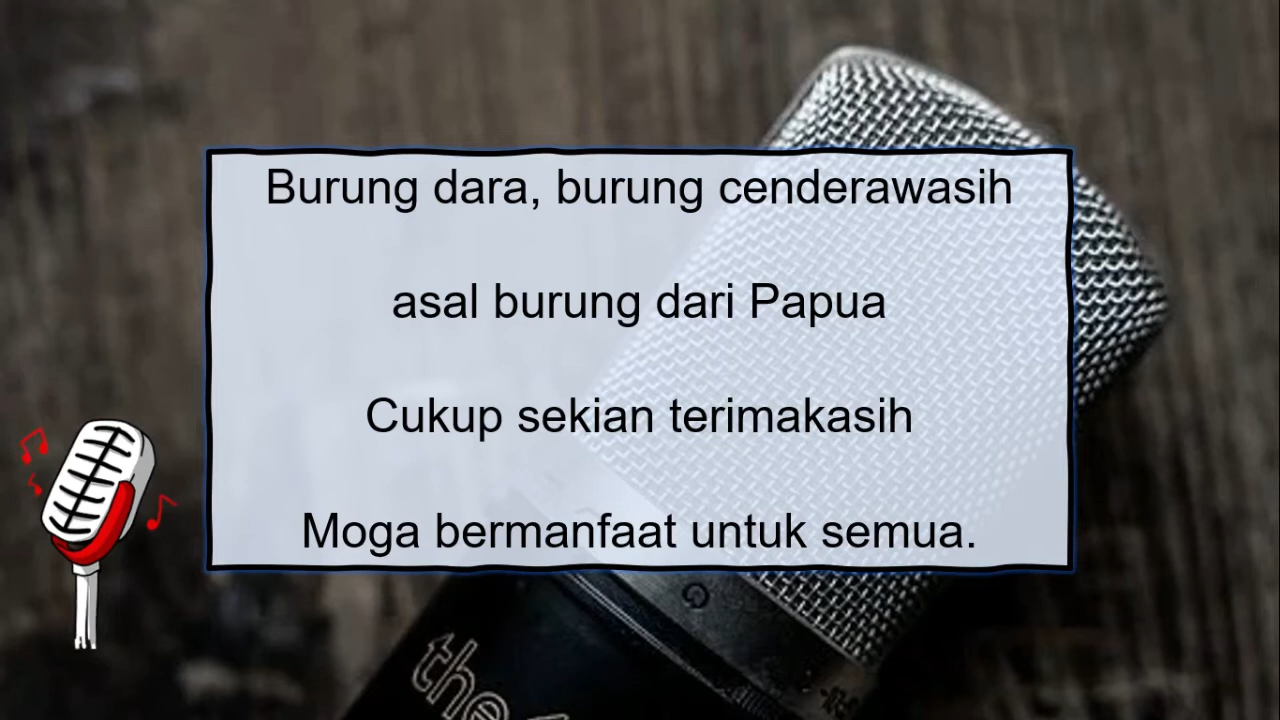 Burung dara, burung cenderawasih
asal burung dari Papua
Cukup sekian terimakasih
Moga bermanfaat untuk semua.
the